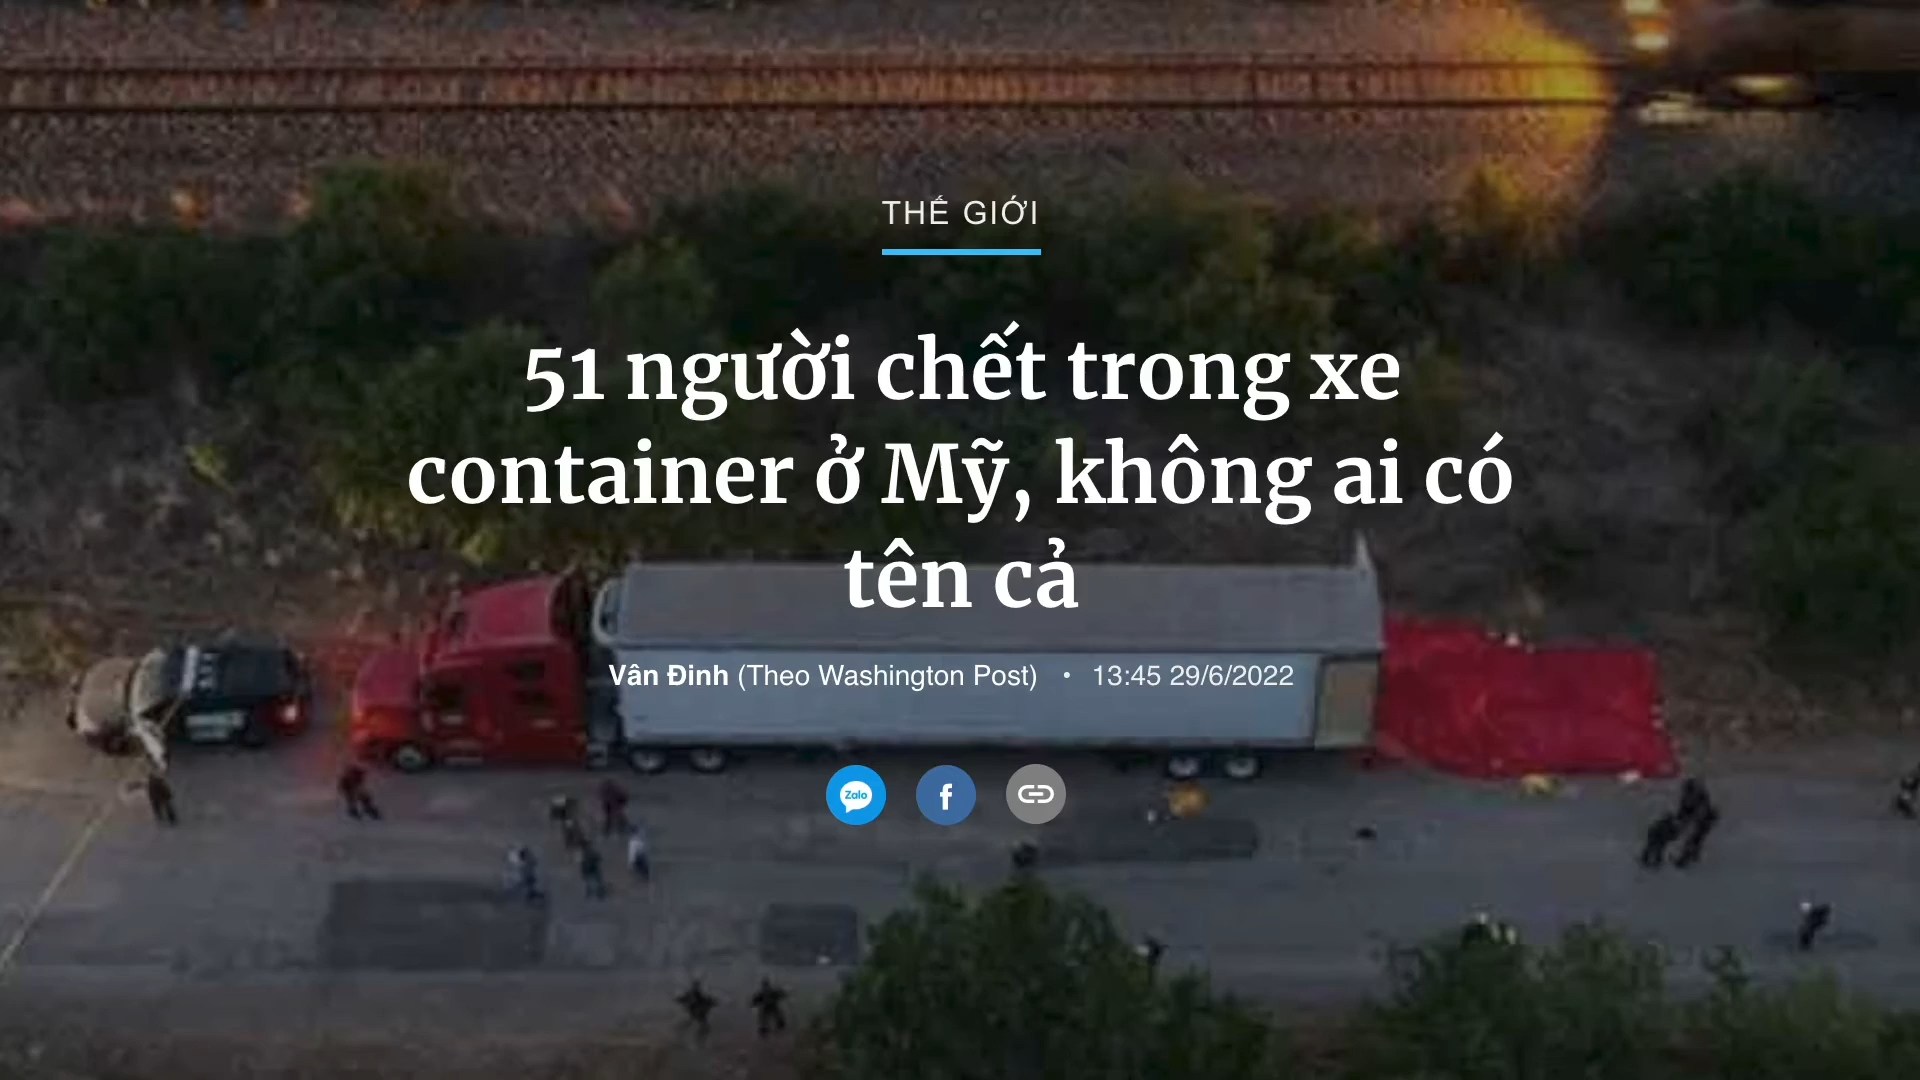 THẾ GIỚI
51 người chết trong xe
container ở Mỹ, không ai có
tên cả
Vân Đinh (Theo Washington Post) • 13:45 29/6/2022
Zalo